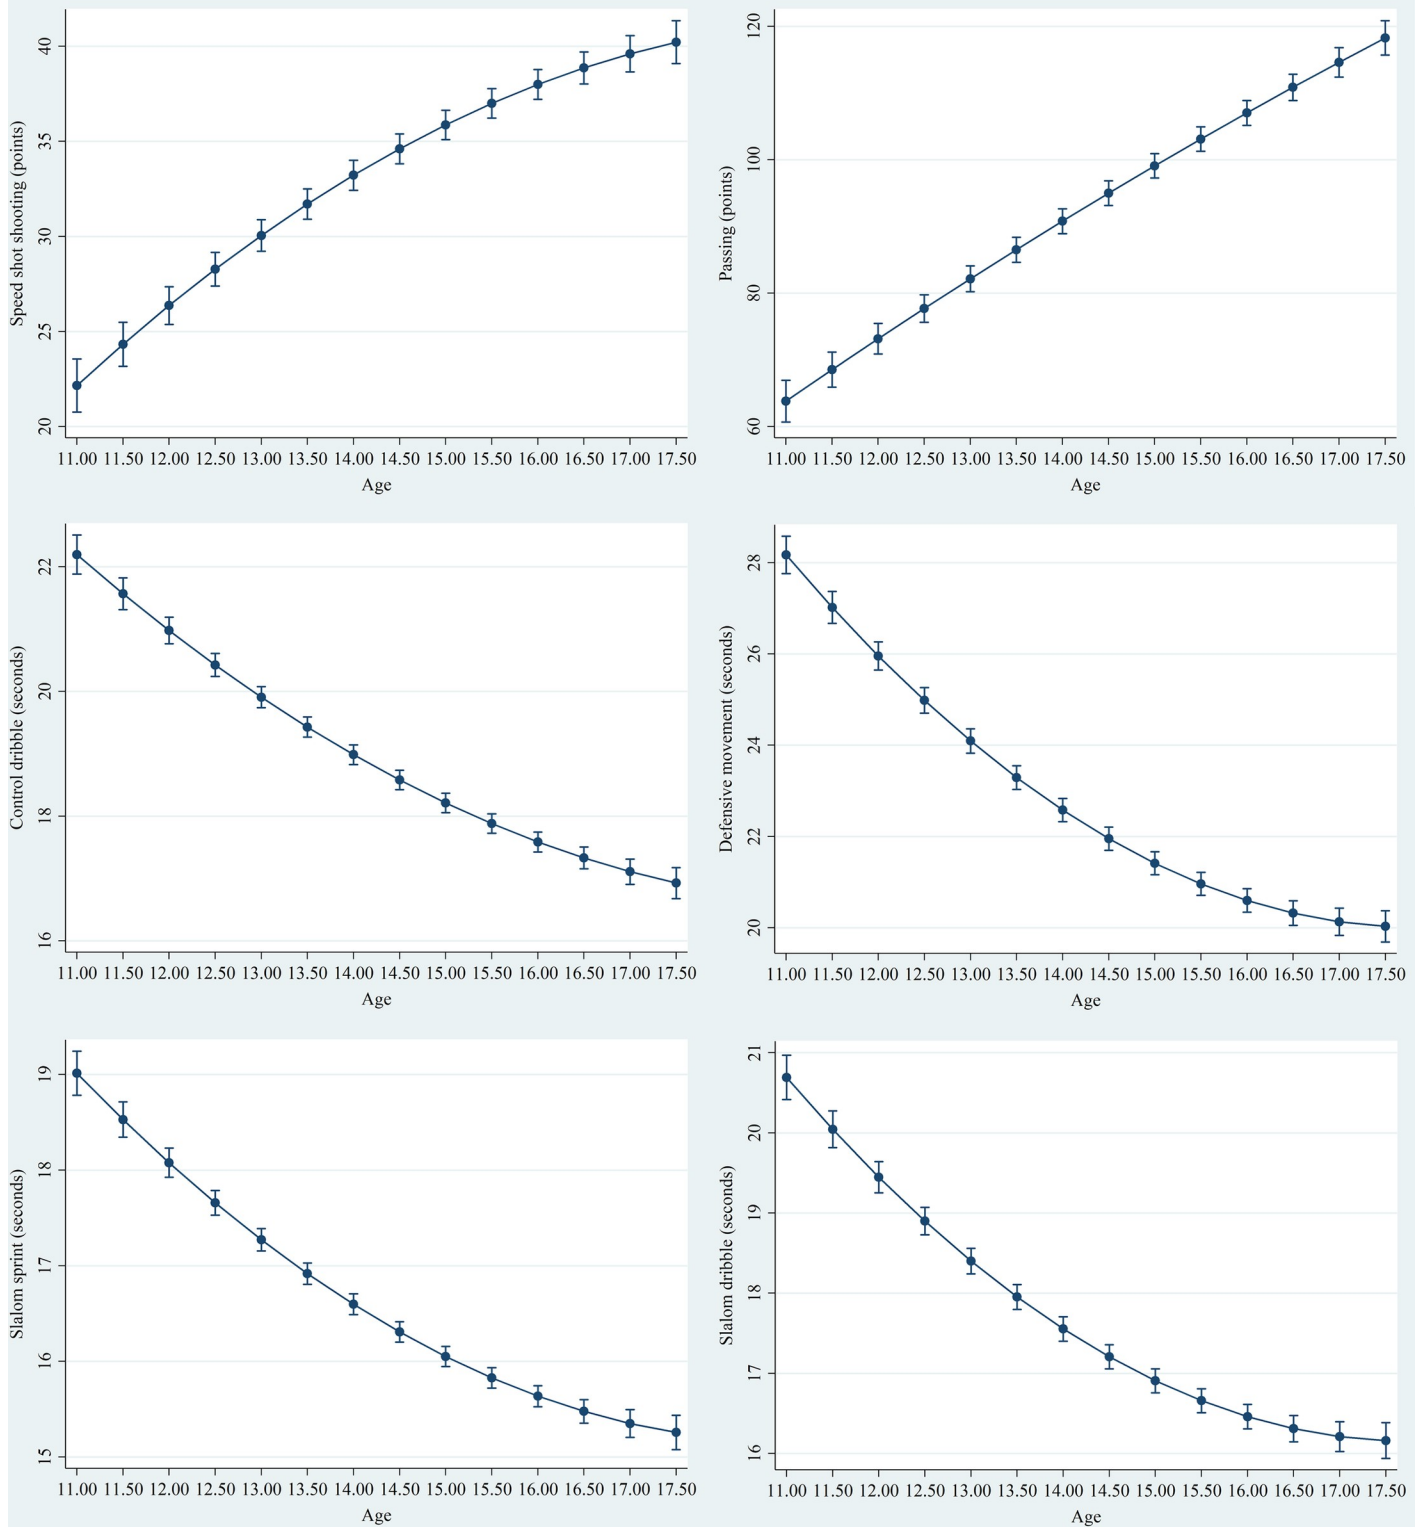 Speed shot shooting (points)
40
35
30
25
20
11.00 11.50 12.00 12.50 13.00 13.50 14.00 14.50 15.00 15.50 16.00 16.50 17.00 17.50
Age
Passing (points)
120
100
80
60
11.00 11.50 12.00 12.50 13.00 13.50 14.00 14.50 15.00 15.50 16.00 16.50 17.00 17.50
Age
Control dribble (seconds)
22
20
18
16
11.00 11.50 12.00 12.50 13.00 13.50 14.00 14.50 15.00 15.50 16.00 16.50 17.00 17.50
Age
Defensive movement (seconds)
28
26
24
22
20
11.00 11.50 12.00 12.50 13.00 13.50 14.00 14.50 15.00 15.50 16.00 16.50 17.00 17.50
Age
Slalom sprint (seconds)
19
18
17
16
15
11.00 11.50 12.00 12.50 13.00 13.50 14.00 14.50 15.00 15.50 16.00 16.50 17.00 17.50
Age
Slalom dribble (seconds)
21
20
19
18
17
16
11.00 11.50 12.00 12.50 13.00 13.50 14.00 14.50 15.00 15.50 16.00 16.50 17.00 17.50
Age